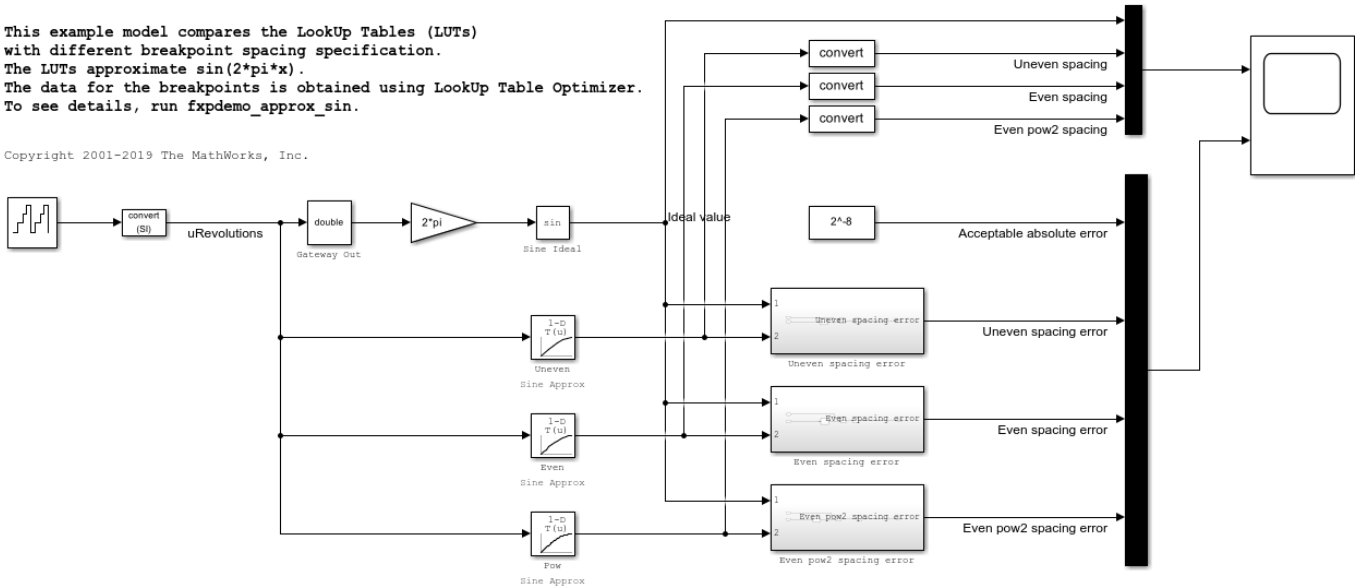 This example model compares the LookUp Tables (LUTs)
with different breakpoint spacing specification.
The LUTs approximate sin(2*pi*x).
The data for the breakpoints is obtained using LookUp Table Optimizer.
To see details, run fxpdemo_approx_sin.
Copyright 2001-2019 The MathWorks, Inc.
convert
Uneven spacing
convert
Even spacing
convert
Even pow2 spacing
convert
(SI)
uRevolutions
double
Gateway Out
2*pi
sin
Sine Ideal
Ideal value
2^-8
Acceptable absolute error
1-D
T(u)
Uneven
Sine Approx
1
2
Uneven spacing error
Uneven spacing error
Uneven spacing error
1-D
T(u)
Even
Sine Approx
1
2
Even spacing error
Even spacing error
Even spacing error
1-D
T(u)
Pow
Sine Approx
1
2
Even pow2 spacing error
Even pow2 spacing error
Even pow2 spacing error